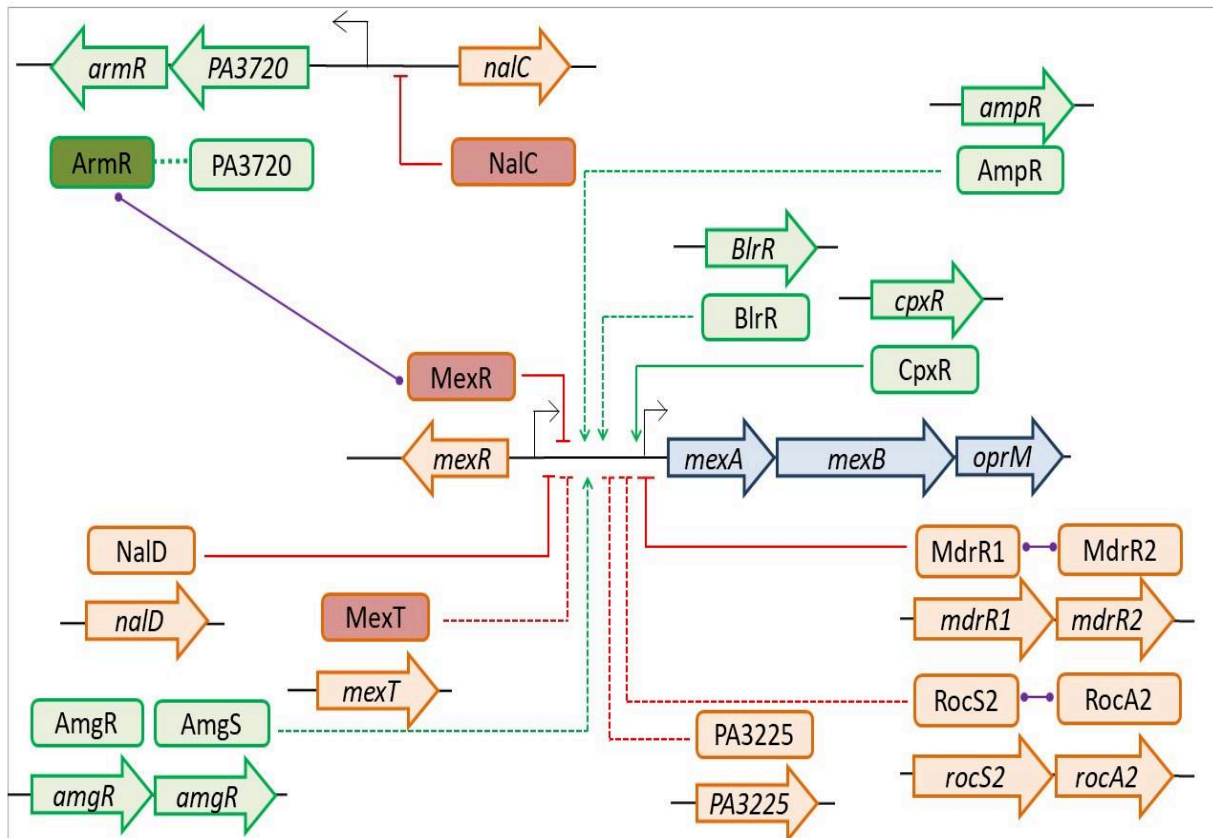 armR PA3720 nalC
ampR
ArmR PA3720 NalC AmpR
BlrR
cpxR
BlrR
MexR CpxR
mexR mexA mexB oprM
NalD MdrR1 MdrR2
nalD MexT mdrR1 mdrR2
mexT
AmgR AmgS RocS2 RocA2
PA3225
amgR amgR PA3225 rocS2 rocA2